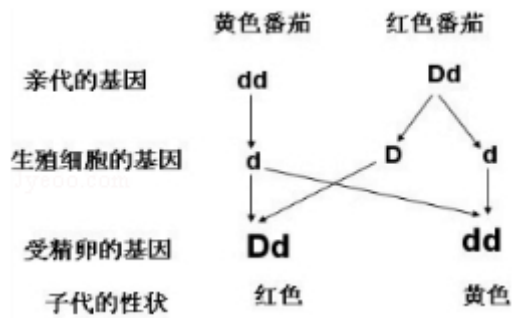 黄色番茄 红色番茄
亲代的基因 dd Dd
生殖细胞的基因 d D d
受精卵的基因 Dd dd
子代的性状 红色 黄色